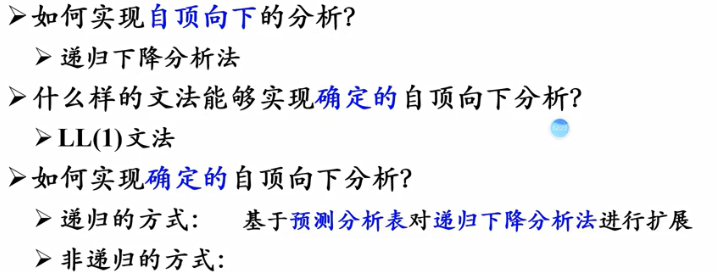 ➢如何实现自顶向下的分析?
➢递归下降分析法
➢什么样的文法能够实现确定的自顶向下分析?
➢LL(1)文法
➢如何实现确定的自顶向下分析?
➢递归的方式: 基于预测分析表对递归下降分析法进行扩展
➢非递归的方式: